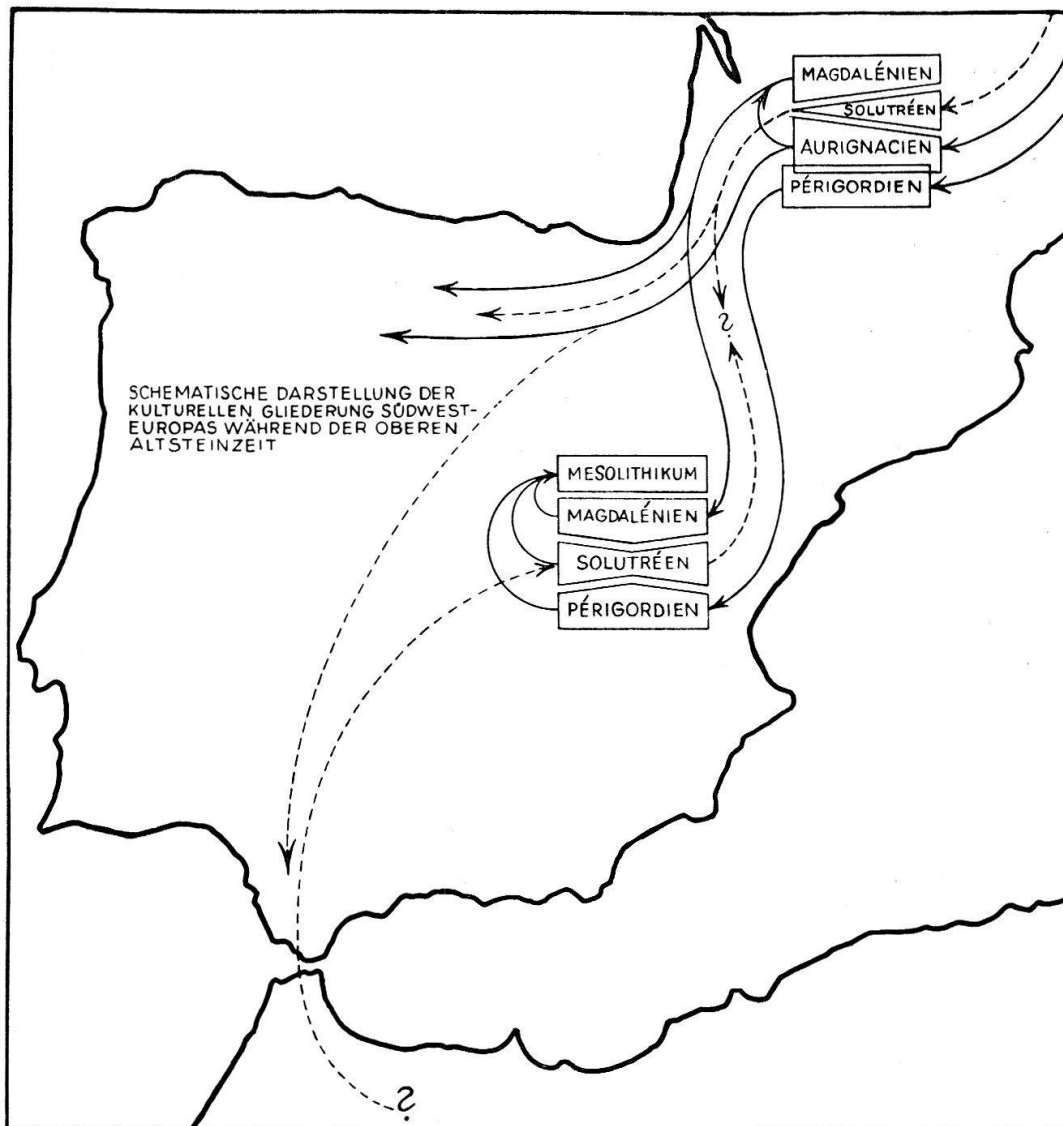 MAGDALÉNIEN
SOLUTRÉEN
AURIGNACIEN
PÉRIGORDIEN
?
SCHEMATISCHE DARSTELLUNG DER
KULTURELLEN GLIEDERUNG SÜDWEST-
EUROPAS WÄHREND DER OBEREN
ALTSTEINZEIT
MESOLITHIKUM
MAGDALÉNIEN
SOLUTRÉEN
PÉRIGORDIEN
?